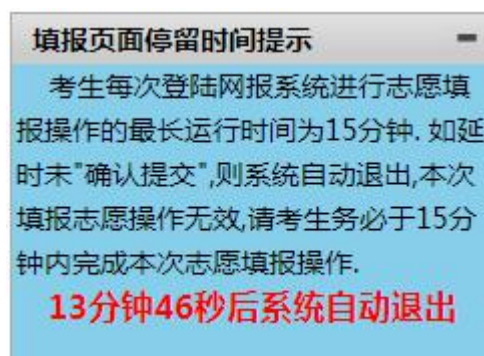 填报页面停留时间提示
考生每次登陆网报系统进行志愿填
报操作的最长运行时间为15分钟. 如延
时未"确认提交",则系统自动退出,本次
填报志愿操作无效,请考生务必于15分
钟内完成本次志愿填报操作.
13分钟46秒后系统自动退出